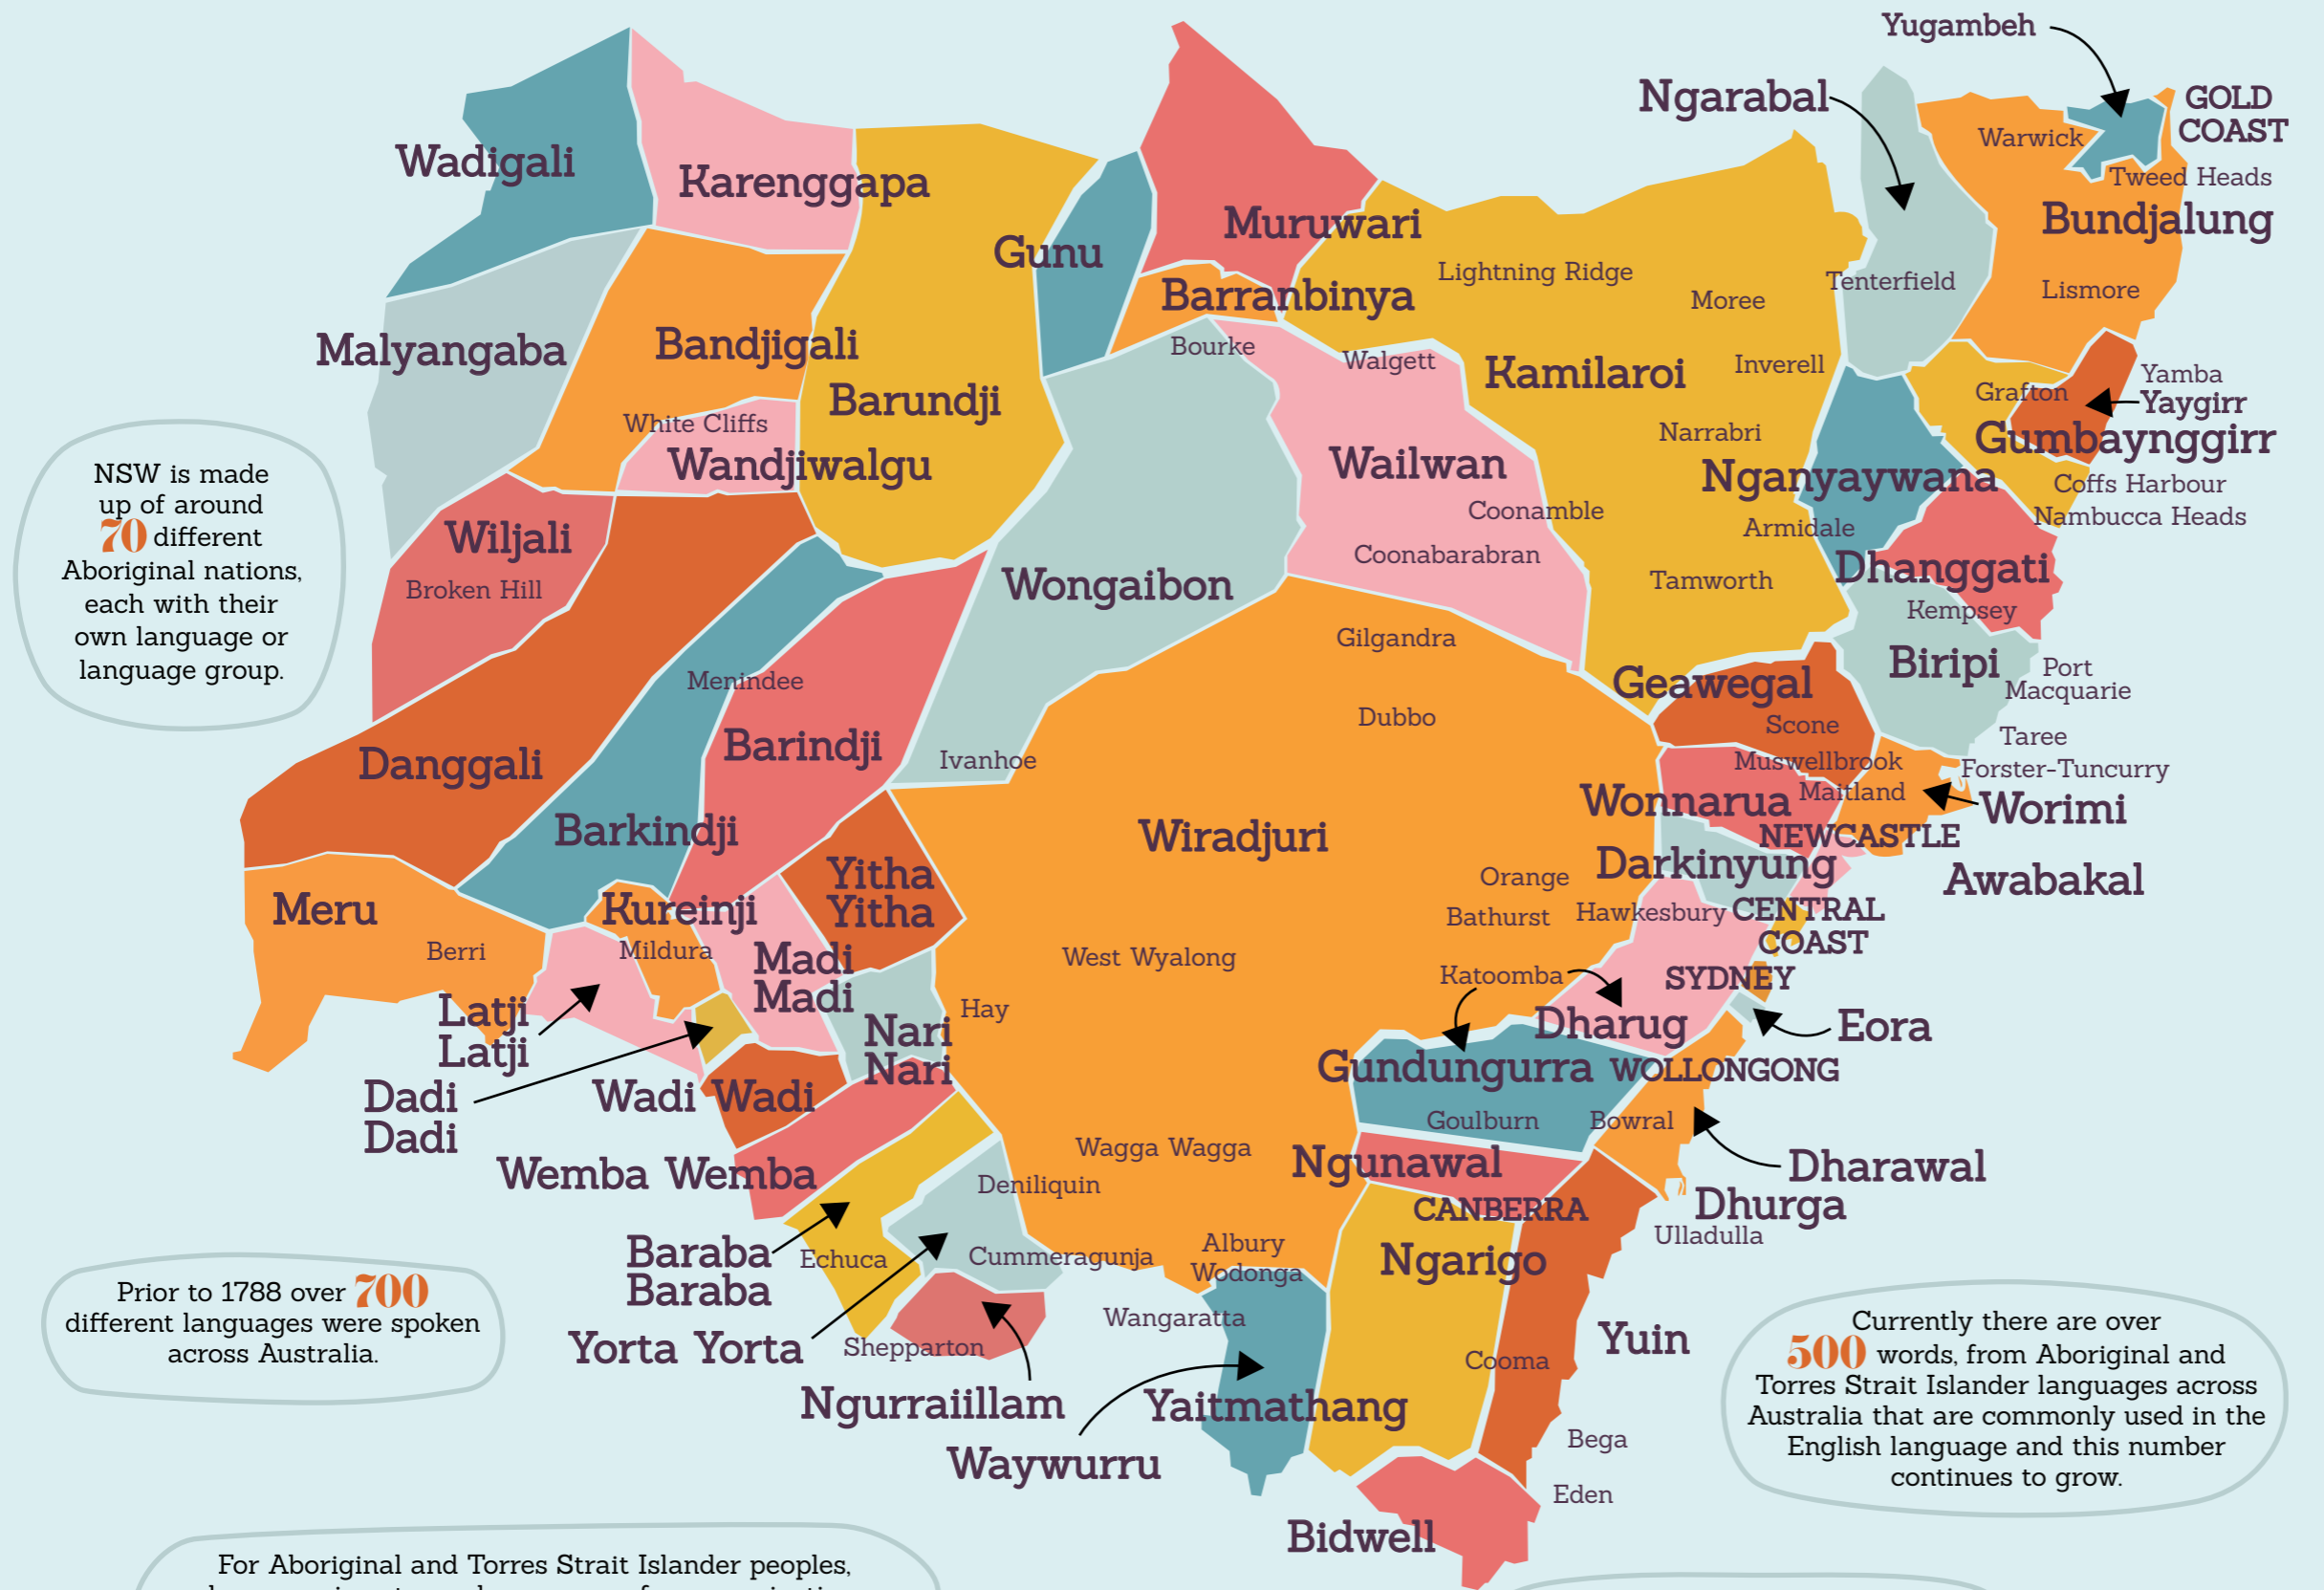 Yugambeh
Ngarabal
GOLD
COAST
Warwick
Tweed Heads
Bundjalung
Wadigali
Karenggapa
Gunu
Muruwari
Lightning Ridge
Barranbinya
Moree
Tenterfield
Lismore
Malyangaba
Bandjigali
Barundji
Bourke
Walgett
Kamilaroi
Inverell
Yamba
Grafton
Yaygirr
White Cliffs
Wandjiwalgu
Wailwan
Narrabri
Gumbaynggirr
Nganyaywana
Coffs Harbour
Nambucca Heads
NSW is made
up of around
70 different
Aboriginal nations,
each with their
own language or
language group.
Wiljali
Broken Hill
Wongaibon
Coonamble
Coonabarabran
Armidale
Tamworth
Dhanggati
Kempsey
Gilgandra
Menindee
Geawegal
Biripi
Port
Macquarie
Danggali
Barindji
Ivanhoe
Dubbo
Scone
Taree
Muswellbrook
Forster-Tuncurry
Barkindji
Wiradjuri
Wonnarua
Maitland
Worimi
NEWCASTLE
Darkinyung
Awabakal
Meru
Berri
Kureinji
Mildura
Yitha
Yitha
Orange
Bathurst
Hawkesbury
CENTRAL
COAST
Madi
Madi
West Wyalong
Katoomba
SYDNEY
Latji
Latji
Nari
Nari
Hay
Dharug
Eora
Dadi
Dadi
Wadi Wadi
Gundungurra
WOLLONGONG
Goulburn
Bowral
Wemba Wemba
Wagga Wagga
Deniliquin
Ngunawal
Dharawal
Dhurga
CANBERRA
Ulladulla
Baraba
Baraba
Echuca
Cummeragunja
Albury
Wodonga
Ngarigo
Prior to 1788 over 700
different languages were spoken
across Australia.
Yorta Yorta
Shepparton
Wangaratta
Cooma
Yuin
Currently there are over
500 words, from Aboriginal and
Torres Strait Islander languages across
Australia that are commonly used in the
English language and this number
continues to grow.
Ngurraiillam
Yaitmathang
Waywurru
Bega
Eden
Bidwell
For Aboriginal and Torres Strait Islander peoples,